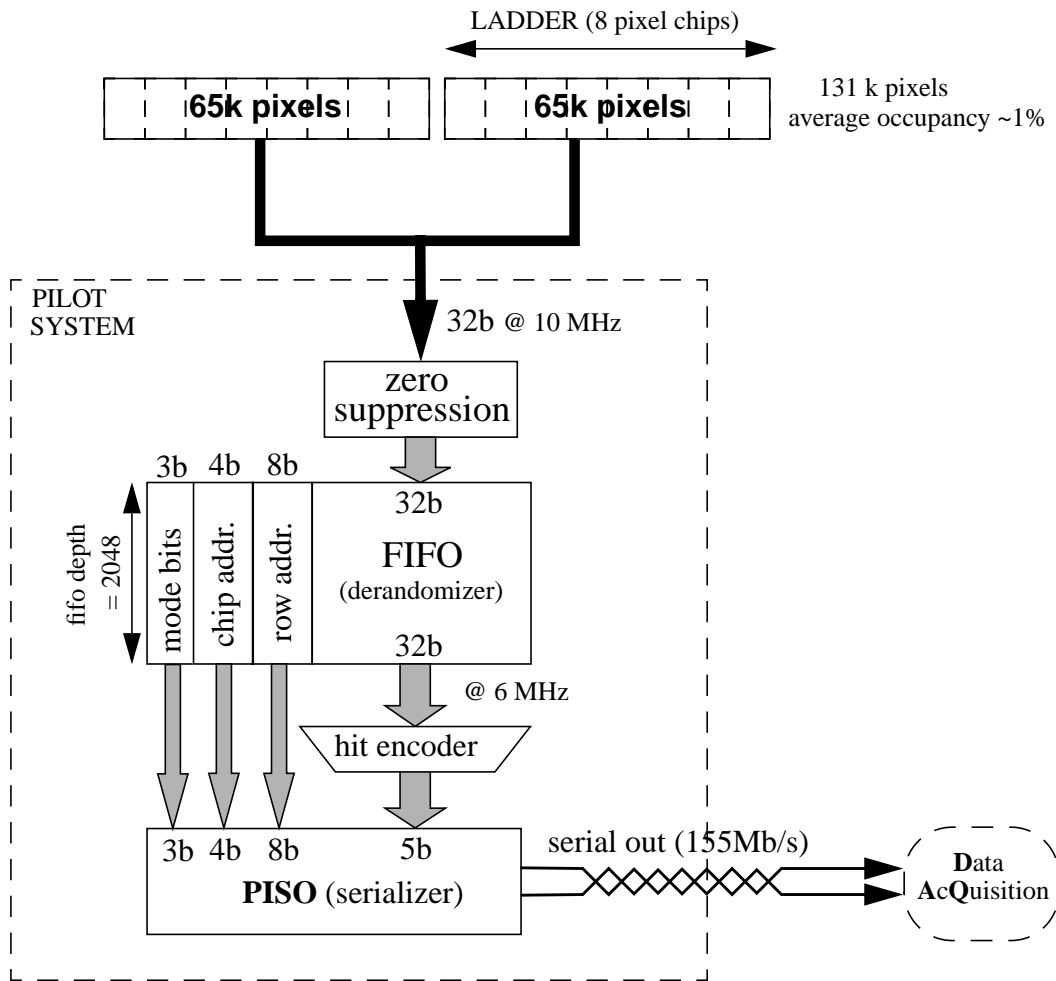 LADDER (8 pixel chips)
65k pixels
65k pixels
131 k pixels
average occupancy ~1%
PILOT
SYSTEM
32b @ 10 MHz
zero
suppression
3b 4b 8b
32b
fifo depth
= 2048
mode bits
chip addr.
row addr.
FIFO
(derandomizer)
32b
@ 6 MHz
hit encoder
3b 4b 8b 5b
PISO (serializer)
serial out (155Mb/s)
Data
AcQuisition